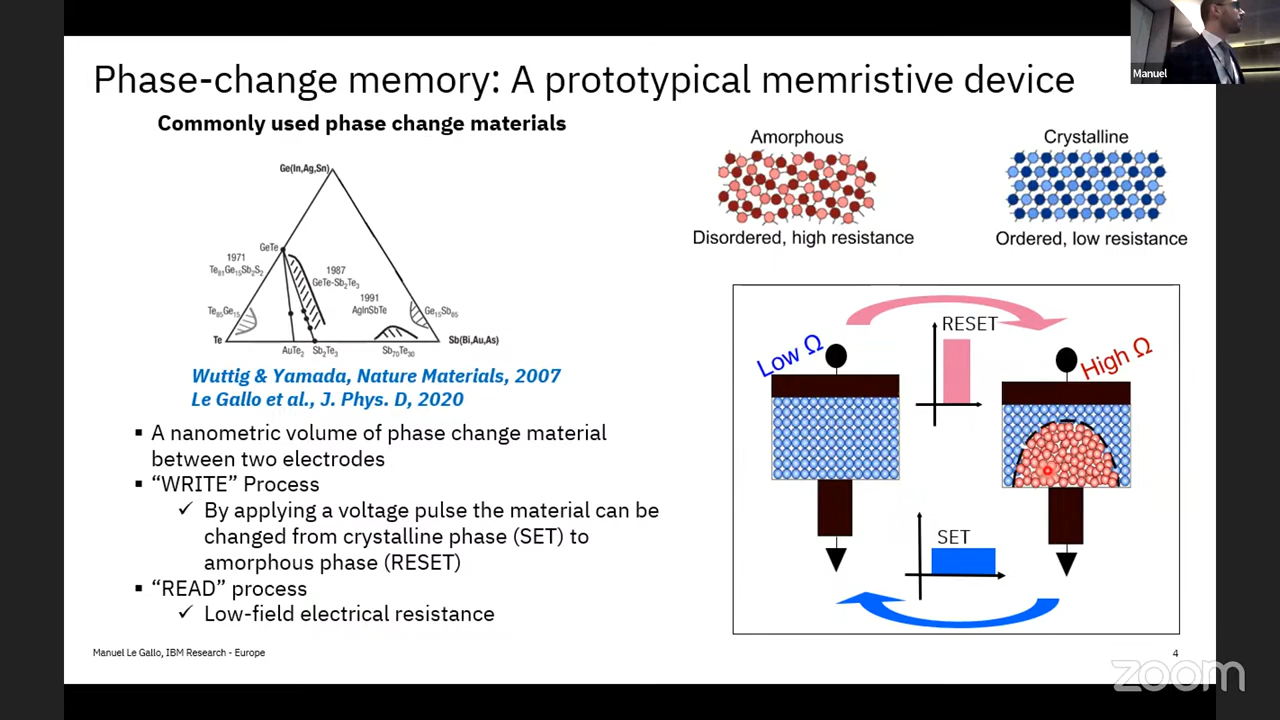 Manuel
Phase-change memory: A prototypical memristive device
Commonly used phase change materials
Ge(In,Ag,Sn)
GeTe
1971
Te₈₁Ge₁₅Sb₂S₂
1987
GeTe-Sb₂Te₃
1991
AgInSbTe
Te₈₅Ge₁₅
Ge₁₅Sb₈₅
Te
Sb(Bi,Au,As)
AuTe₂
Sb₂Te₃
Sb₇₀Te₃₀
Wuttig & Yamada, Nature Materials, 2007
Le Gallo et al., J. Phys. D, 2020
▪ A nanometric volume of phase change material
between two electrodes
▪ “WRITE” Process
✓ By applying a voltage pulse the material can be
changed from crystalline phase (SET) to
amorphous phase (RESET)
▪ “READ” process
✓ Low-field electrical resistance
Amorphous
Disordered, high resistance
Crystalline
Ordered, low resistance
RESET
Low Ω
High Ω
SET
Manuel Le Gallo, IBM Research - Europe
4
zoom